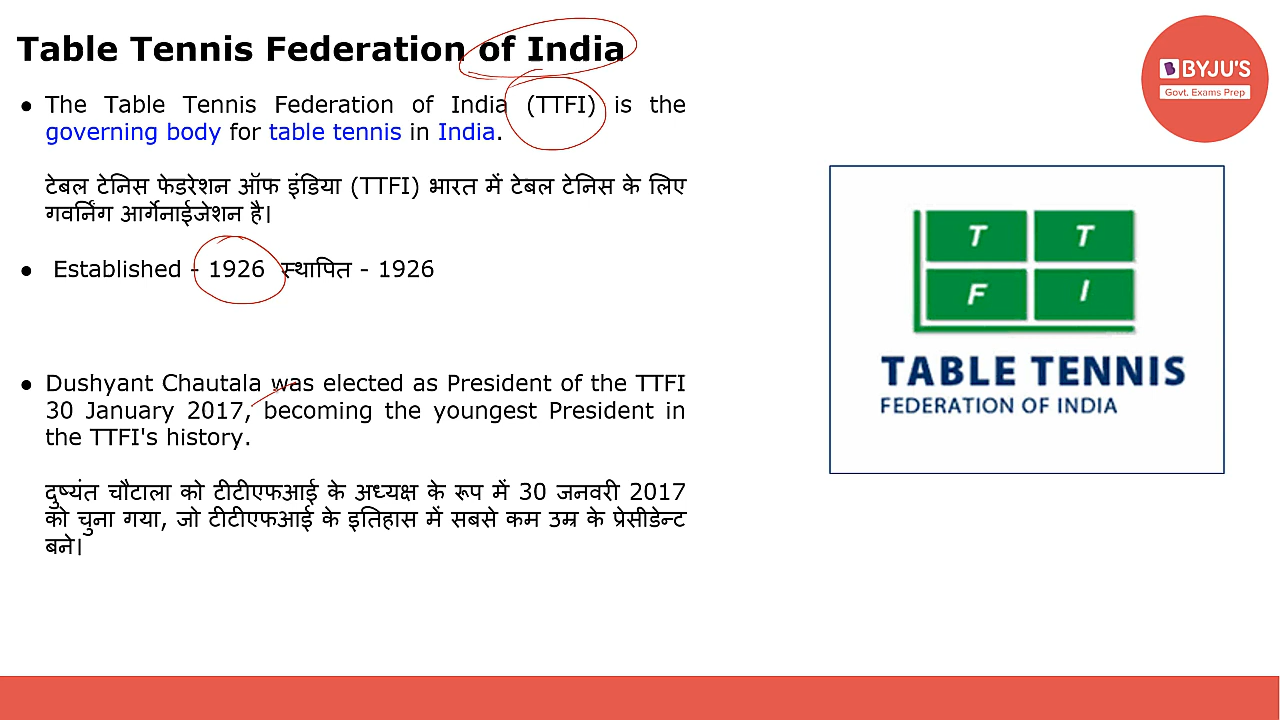 Table Tennis Federation of India
BYJU'S
Govt. Exams Prep
● The Table Tennis Federation of India (TTFI) is the
governing body for table tennis in India.
टेबल टेनिस फेडरेशन ऑफ इंडिया (TTFI) भारत में टेबल टेनिस के लिए
गवर्निंग आर्गेनाईजेशन है।
● Established - 1926 स्थापित - 1926
● Dushyant Chautala was elected as President of the TTFI
30 January 2017, becoming the youngest President in
the TTFI's history.
दुष्यंत चौटाला को टीटीएफआई के अध्यक्ष के रूप में 30 जनवरी 2017
को चुना गया, जो टीटीएफआई के इतिहास में सबसे कम उम्र के प्रेसीडेन्ट
बने।
T T
F I
TABLE TENNIS
FEDERATION OF INDIA